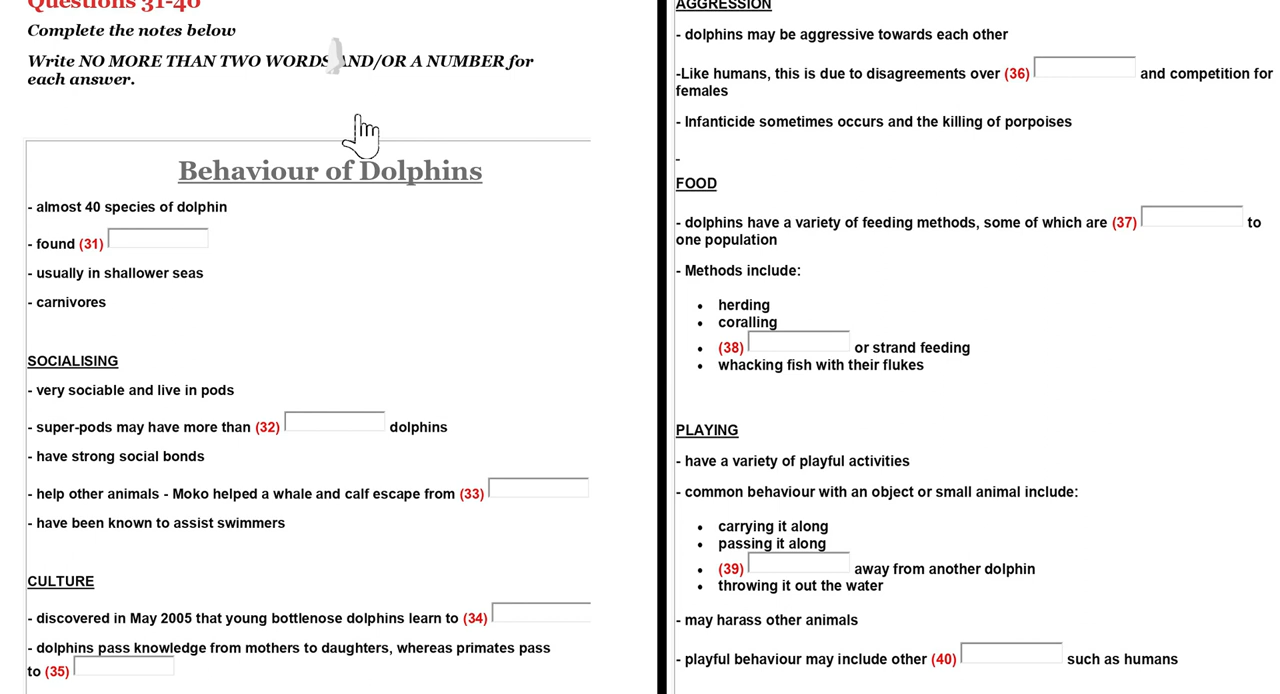 Questions 31-40
Complete the notes below
Write NO MORE THAN TWO WORDS AND/OR A NUMBER for
each answer.
Behaviour of Dolphins
- almost 40 species of dolphin
- found (31)
- usually in shallower seas
- carnivores
SOCIALISING
- very sociable and live in pods
- super-pods may have more than (32) dolphins
- have strong social bonds
- help other animals - Moko helped a whale and calf escape from (33)
- have been known to assist swimmers
CULTURE
- discovered in May 2005 that young bottlenose dolphins learn to (34)
- dolphins pass knowledge from mothers to daughters, whereas primates pass
to (35)
AGGRESSION
- dolphins may be aggressive towards each other
-Like humans, this is due to disagreements over (36) and competition for
females
- Infanticide sometimes occurs and the killing of porpoises
-
FOOD
- dolphins have a variety of feeding methods, some of which are (37) to
one population
- Methods include:
• herding
• coralling
• (38) or strand feeding
• whacking fish with their flukes
PLAYING
- have a variety of playful activities
- common behaviour with an object or small animal include:
• carrying it along
• passing it along
• (39) away from another dolphin
• throwing it out the water
- may harass other animals
- playful behaviour may include other (40) such as humans